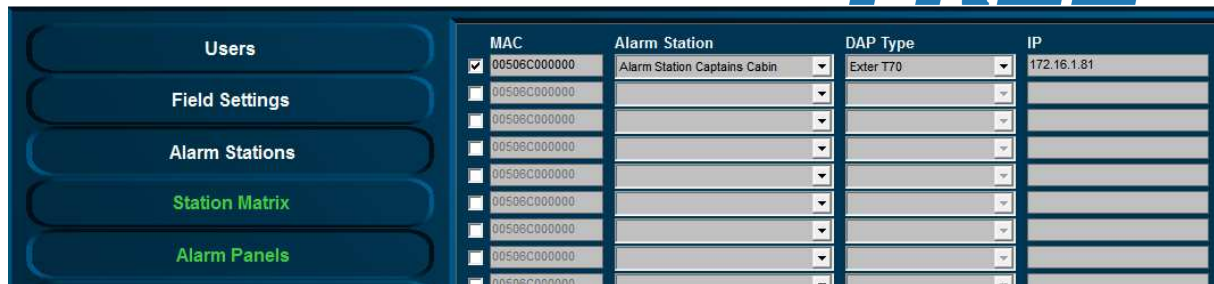 Users
Field Settings
Alarm Stations
Station Matrix
Alarm Panels
MAC Alarm Station DAP Type IP
00506C000000 Alarm Station Captains Cabin Exter T70 172.16.1.81
00506C000000
00506C000000
00506C000000
00506C000000
00506C000000
00506C000000
00506C000000
00506C000000